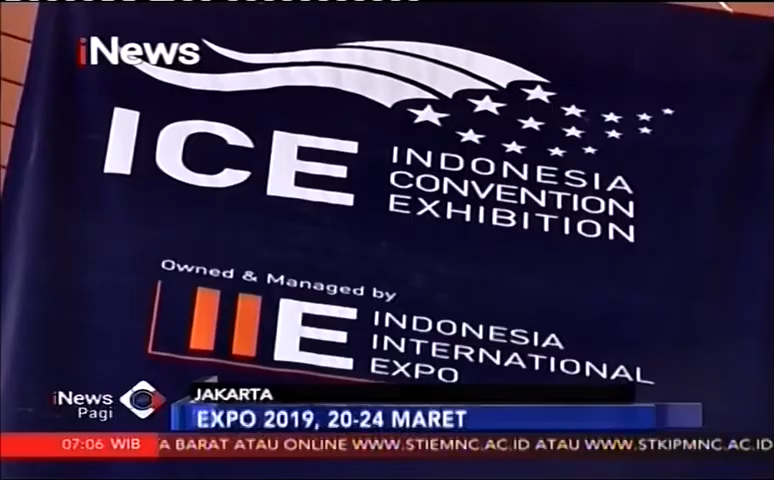 iNews
ICE
INDONESIA
CONVENTION
EXHIBITION
Owned & Managed by
IIE
INDONESIA
INTERNATIONAL
EXPO
iNews
Pagi
JAKARTA
EXPO 2019, 20-24 MARET
07:06 WIB
A BARAT ATAU ONLINE WWW.STIEMNC.AC.ID ATAU WWW.STKIPMNC.AC.ID